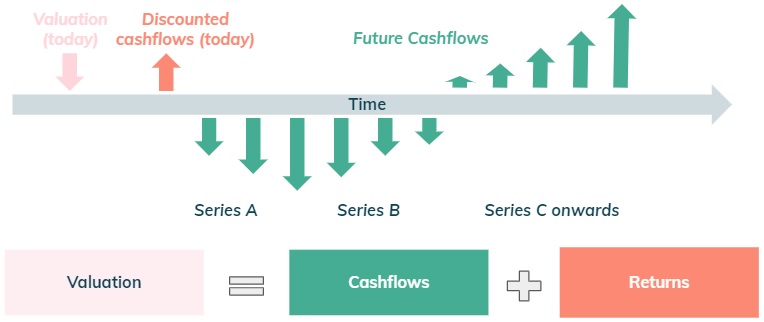 Valuation
(today)
Discounted
cashflows (today)
Future Cashflows
Time
Series A
Series B
Series C onwards
Valuation
Cashflows
Returns